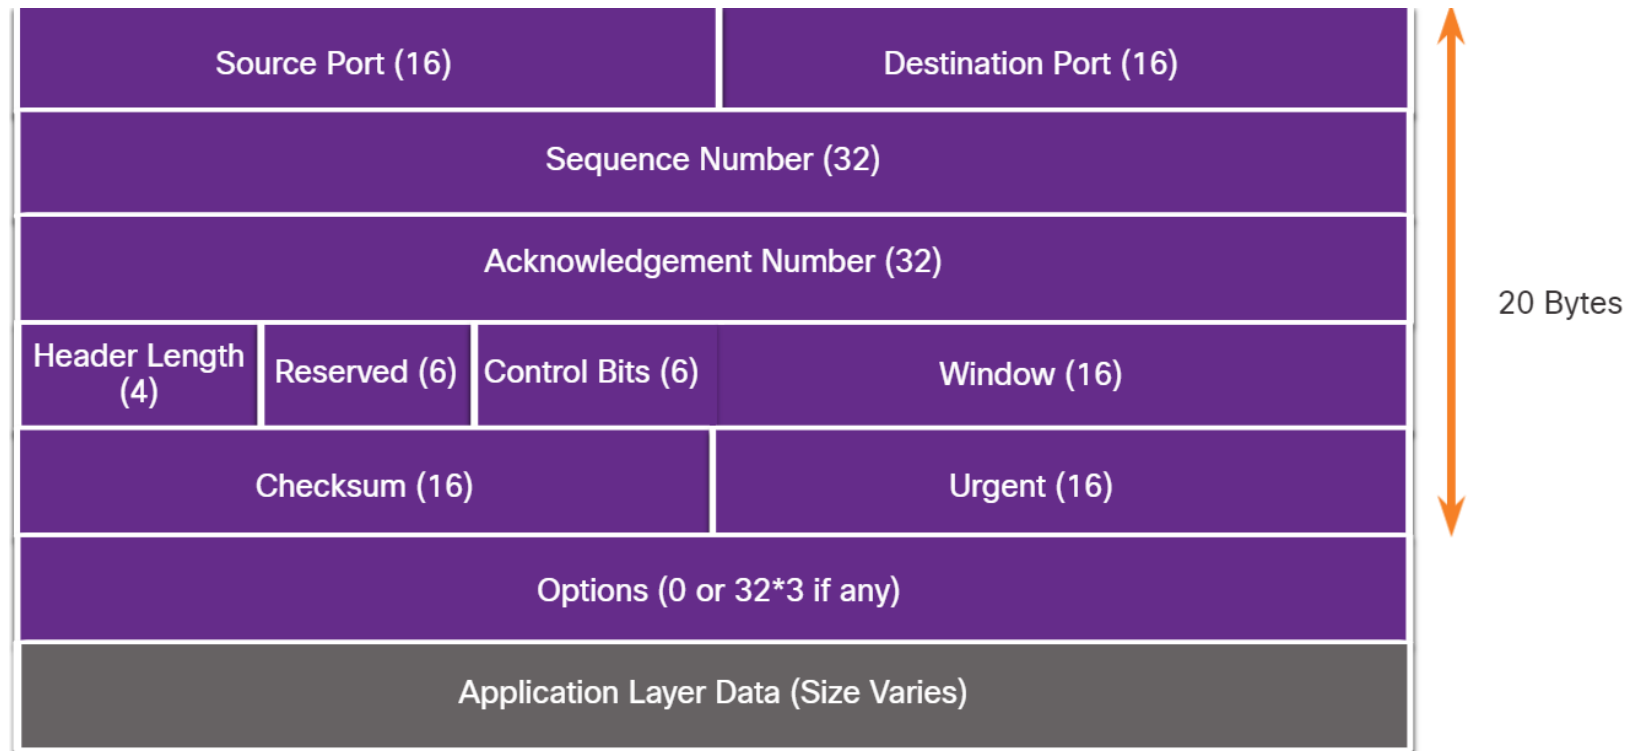 Source Port (16)
Destination Port (16)
Sequence Number (32)
Acknowledgement Number (32)
20 Bytes
Header Length
(4)
Reserved (6)
Control Bits (6)
Window (16)
Checksum (16)
Urgent (16)
Options (0 or 32*3 if any)
Application Layer Data (Size Varies)